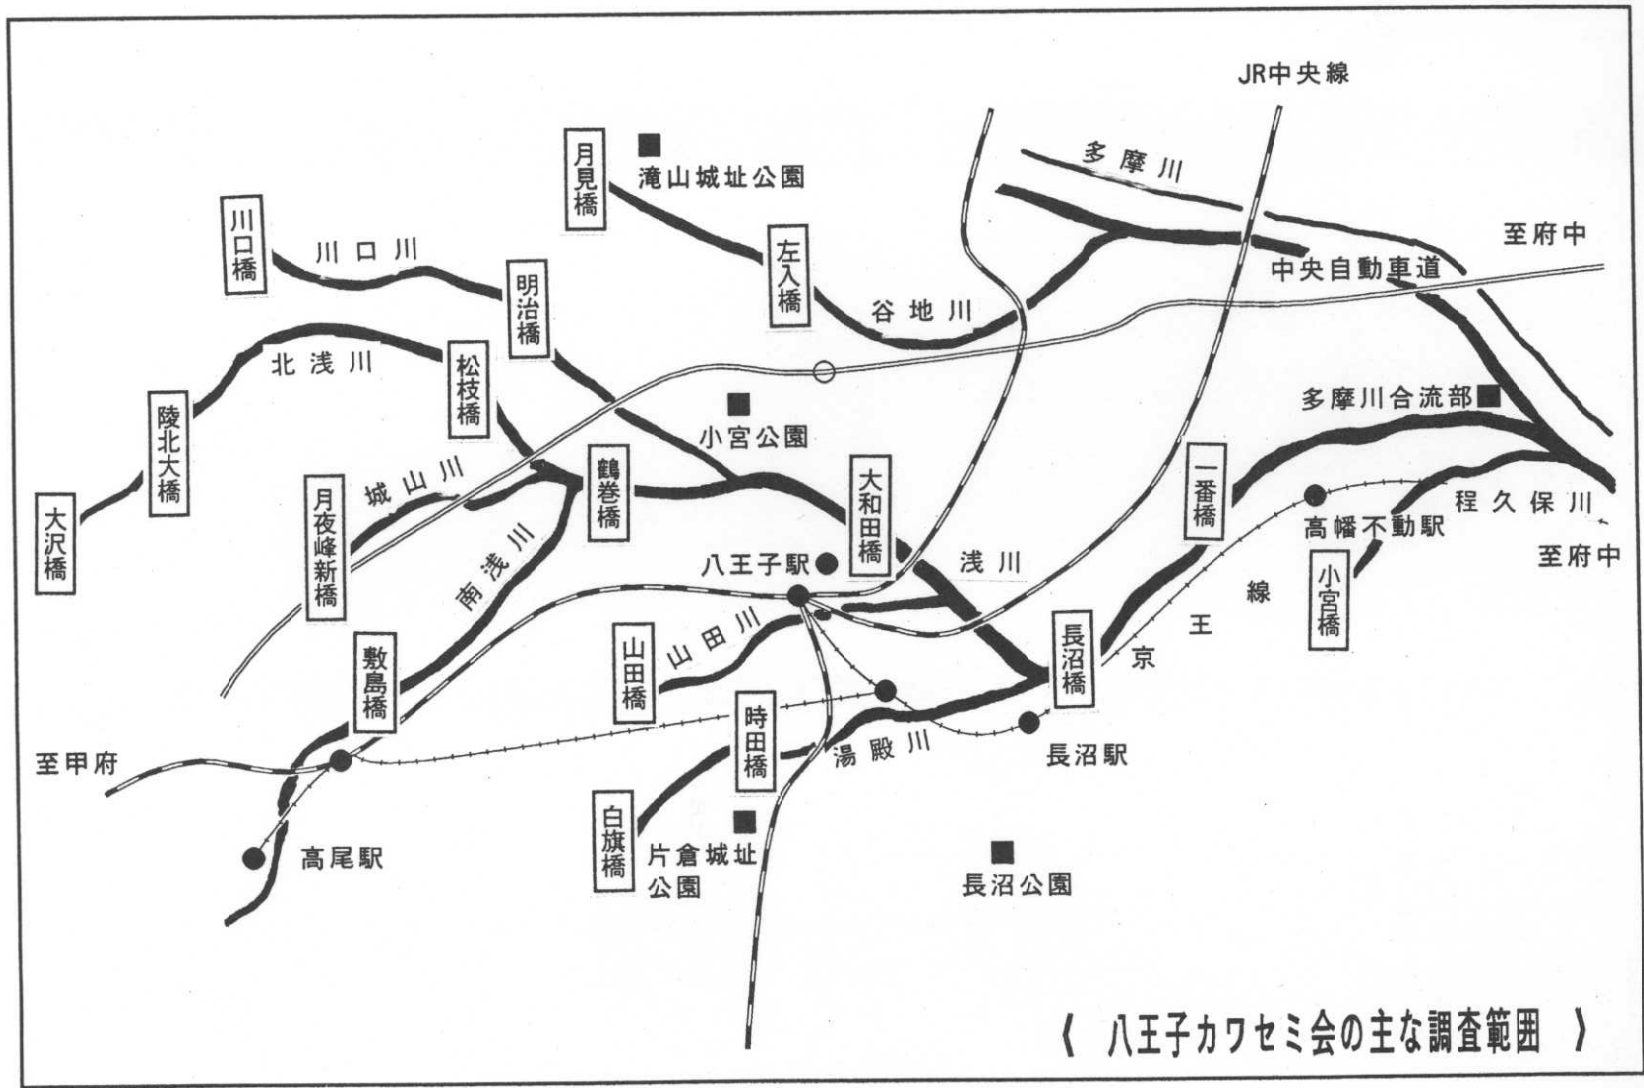 JR中央線
多摩川
月見橋
滝山城址公園
川口橋
川口川
左入橋
至府中
中央自動車道
明治橋
谷地川
北浅川
松枝橋
陵北大橋
小宮公園
多摩川合流部
城山川
鶴巻橋
大和田橋
一番橋
月夜峰新橋
大沢橋
程久保川
高幡不動駅
至府中
南浅川
八王子駅
浅川
小宮橋
京王線
山田橋
山田川
長沼橋
敷島橋
時田橋
湯殿川
長沼駅
至甲府
白旗橋
高尾駅
片倉城址
公園
長沼公園
《 八王子カワセミ会の主な調査範囲 》